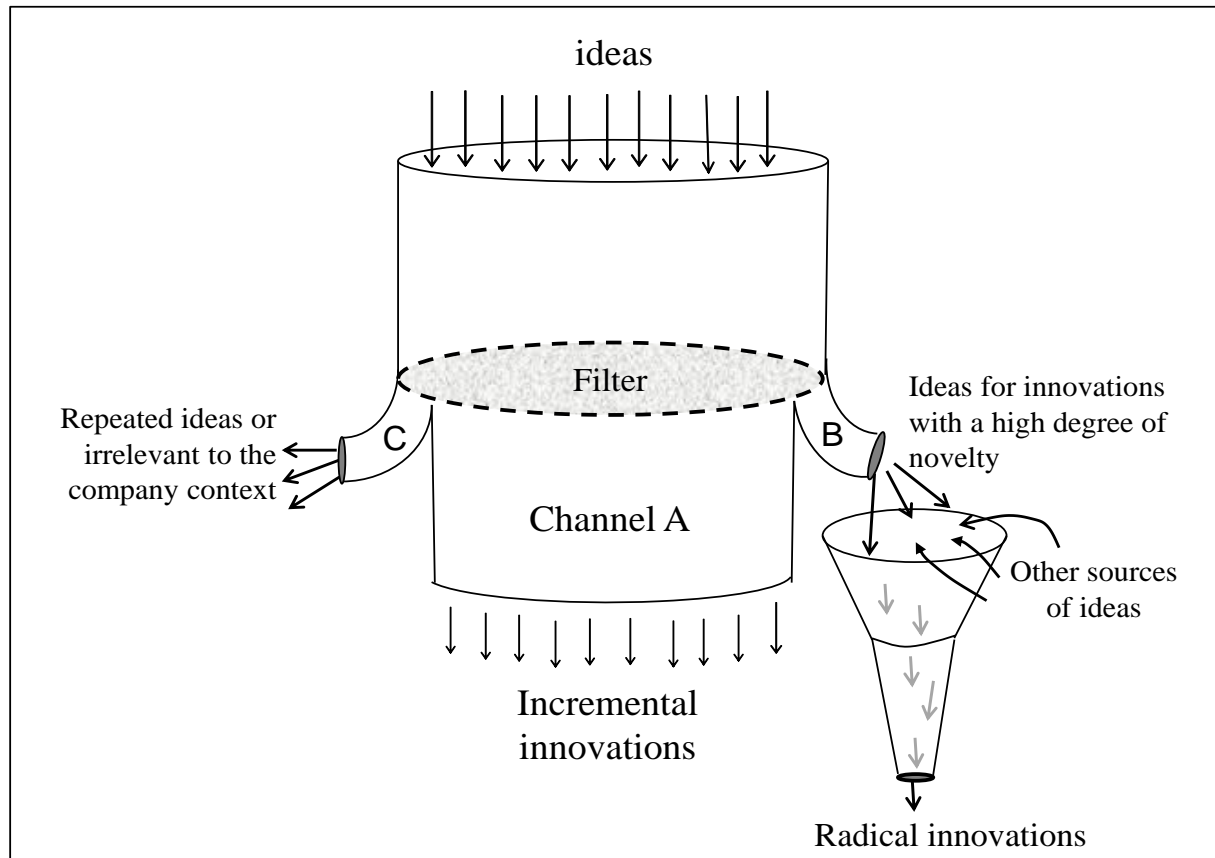 ideas
Filter
Ideas for innovations
with a high degree of
novelty
Repeated ideas or
irrelevant to the
company context
C
B
Channel A
Other sources
of ideas
Incremental
innovations
Radical innovations